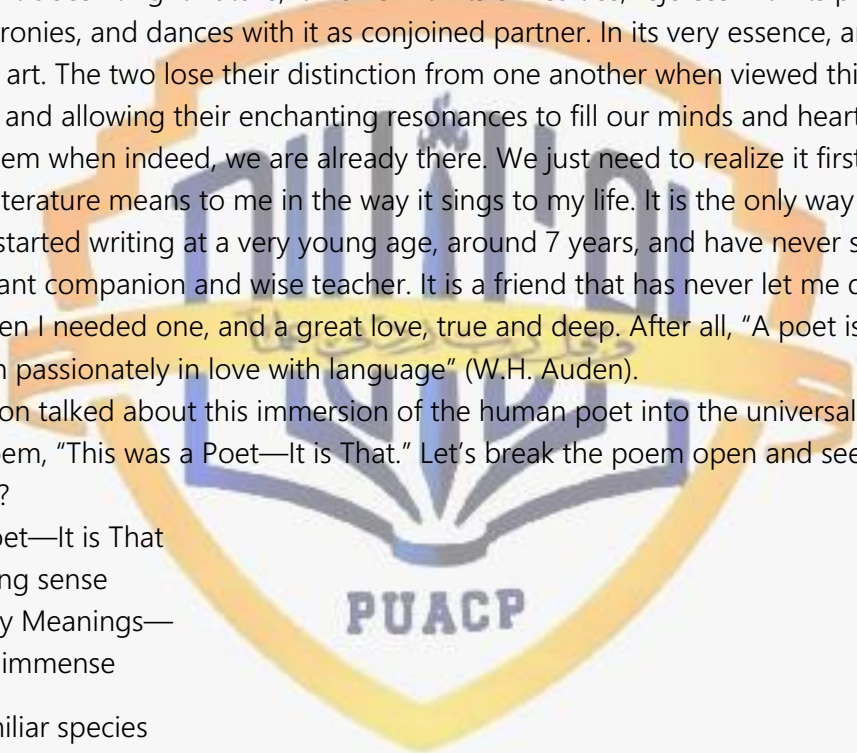 ronies, and dances with it as conjoined partner. In its very essence, a
art. The two lose their distinction from one another when viewed thi
and allowing their enchanting resonances to fill our minds and heart
em when indeed, we are already there. We just need to realize it first
terature means to me in the way it sings to my life. It is the only way
started writing at a very young age, around 7 years, and have never s
ant companion and wise teacher. It is a friend that has never let me
en I needed one, and a great love, true and deep. After all, “A poet is
n passionately in love with language” (W.H. Auden).
on talked about this immersion of the human poet into the universal
em, “This was a Poet—It is That.” Let’s break the poem open and see
?
et—It is That
ng sense
y Meanings—
immense
PUACP
niliar species